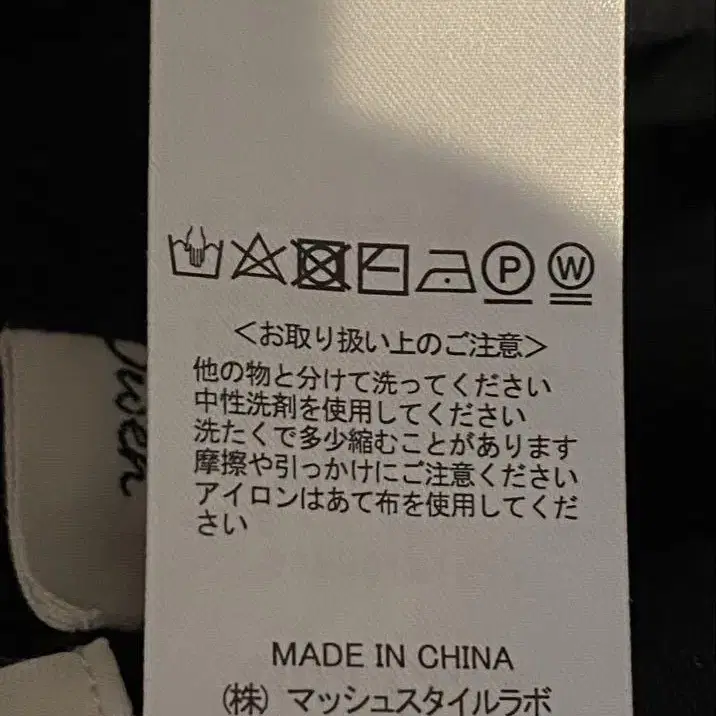 P W
<お取り扱い上のご注意>
他の物と分けて洗ってください
中性洗剤を使用してください
洗たくで多少縮むことがあります
摩擦や引っかけにご注意ください
アイロンはあて布を使用してくだ
さい
MADE IN CHINA
(株) マッシュスタイルラボ